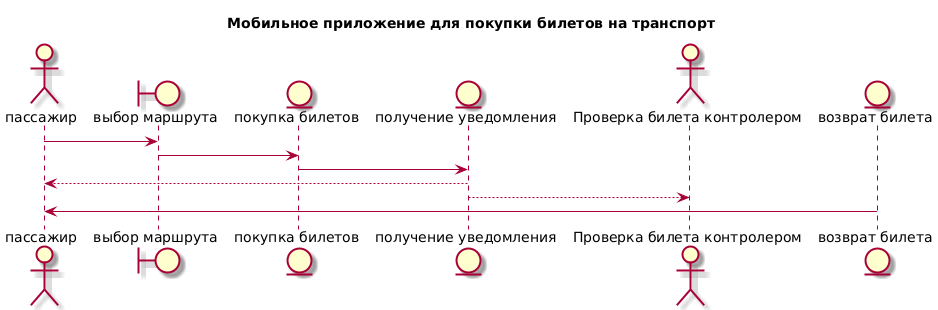 Мобильное приложение для покупки билетов на транспорт
пассажир выбор маршрута покупка билетов получение уведомления Проверка билета контролером возврат билета
пассажир выбор маршрута покупка билетов получение уведомления Проверка билета контролером возврат билета